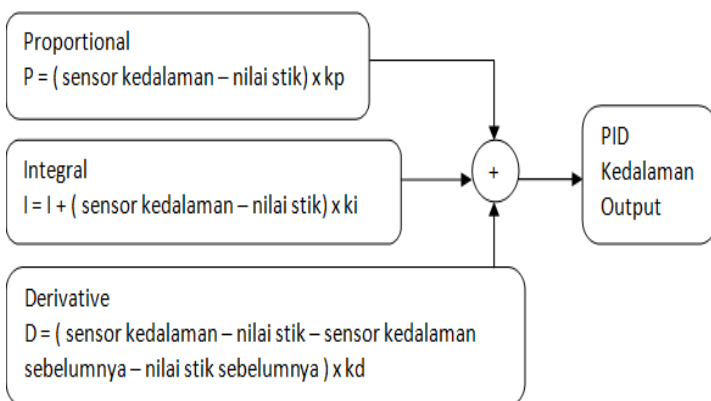 Proportional
P = ( sensor kedalaman – nilai stik) x kp
Integral
I = I + ( sensor kedalaman – nilai stik) x ki
Derivative
D = ( sensor kedalaman – nilai stik – sensor kedalaman
sebelumnya – nilai stik sebelumnya ) x kd
+
PID
Kedalaman
Output